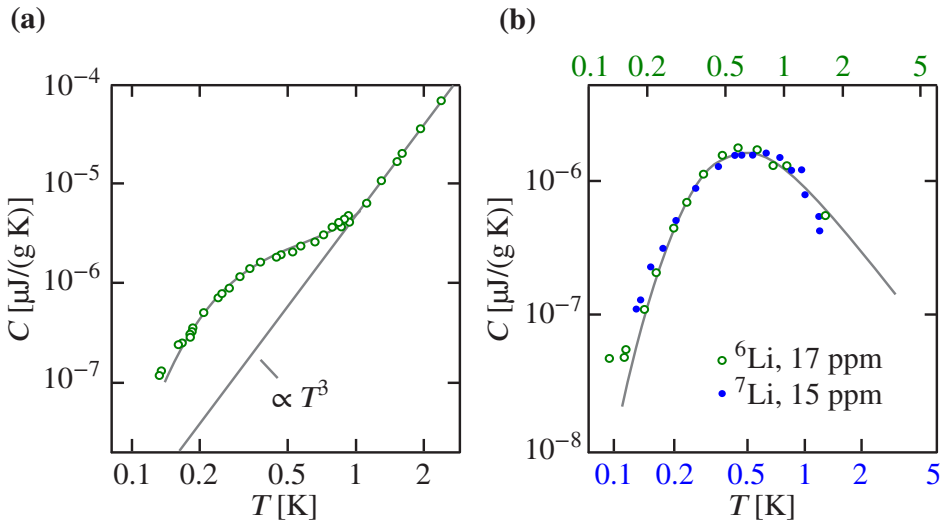 (a)
10⁻⁴
10⁻⁵
10⁻⁶
10⁻⁷
C [μJ/(g K)]
∝ T³
0.1 0.2 0.5 1 2
T [K]
(b)
0.1 0.2 0.5 1 2 5
10⁻⁶
10⁻⁷
10⁻⁸
C [μJ/(g K)]
⁶Li, 17 ppm
⁷Li, 15 ppm
0.1 0.2 0.5 1 2 5
T [K]